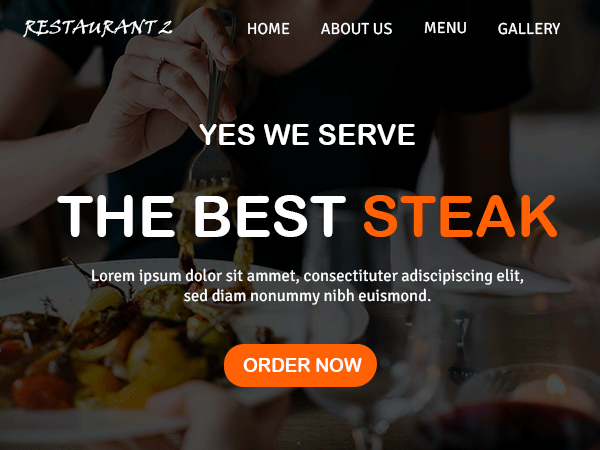 RESTAURANT 2 HOME ABOUT US MENU GALLERY
YES WE SERVE
THE BEST STEAK
Lorem ipsum dolor sit ammet, consectituter adiscipiscing elit,
sed diam nonummy nibh euismond.
ORDER NOW